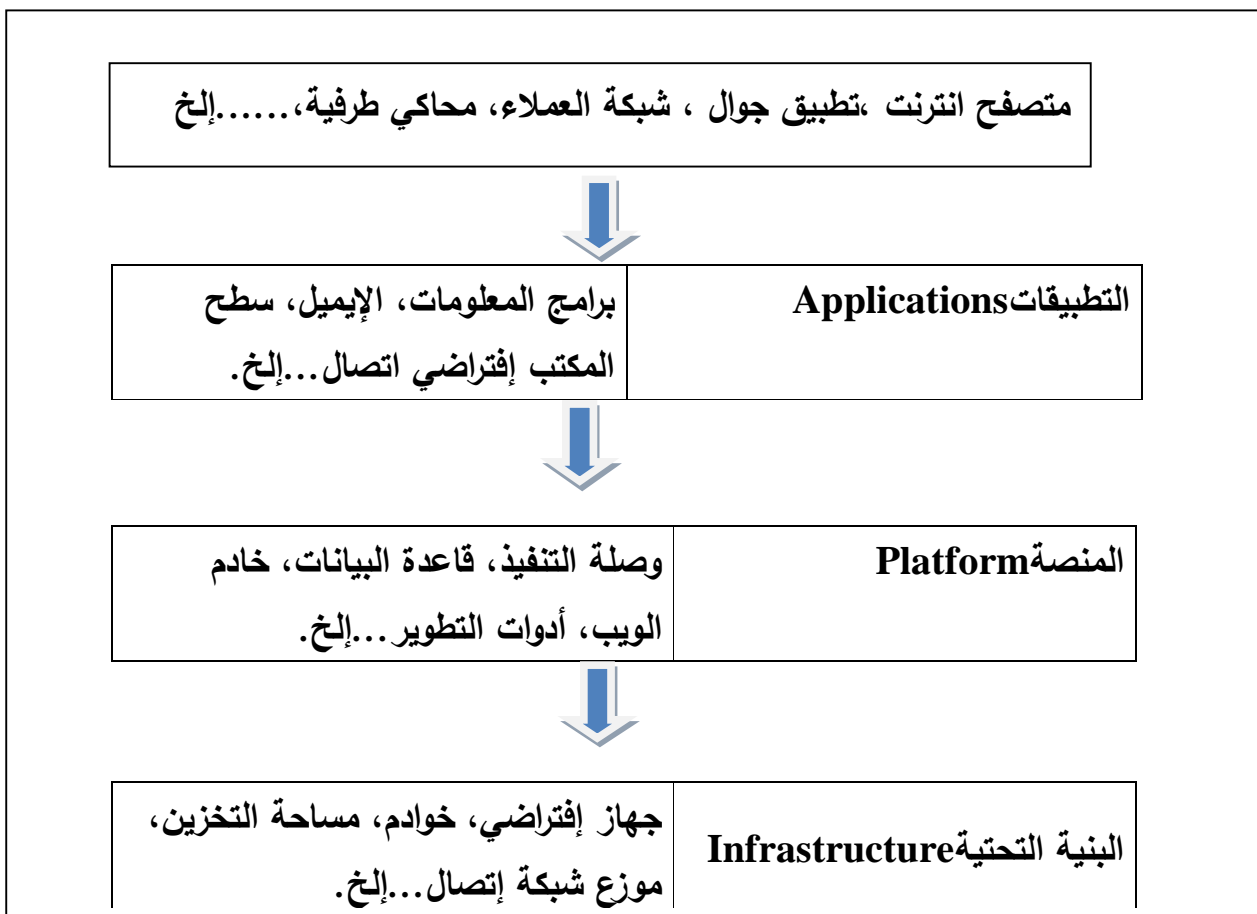 متصفح انترنت ،تطبيق جوال ، شبكة العملاء، محاكي طرفية،......إلخ
التطبيقاتApplications
برامج المعلومات، الإيميل، سطح
المكتب إفتراضي اتصال...إلخ.
المنصةPlatform
وصلة التنفيذ، قاعدة البيانات، خادم
الويب، أدوات التطوير...إلخ.
البنية التحتيةInfrastructure
جهاز إفتراضي، خوادم، مساحة التخزين،
موزع شبكة إتصال...إلخ.